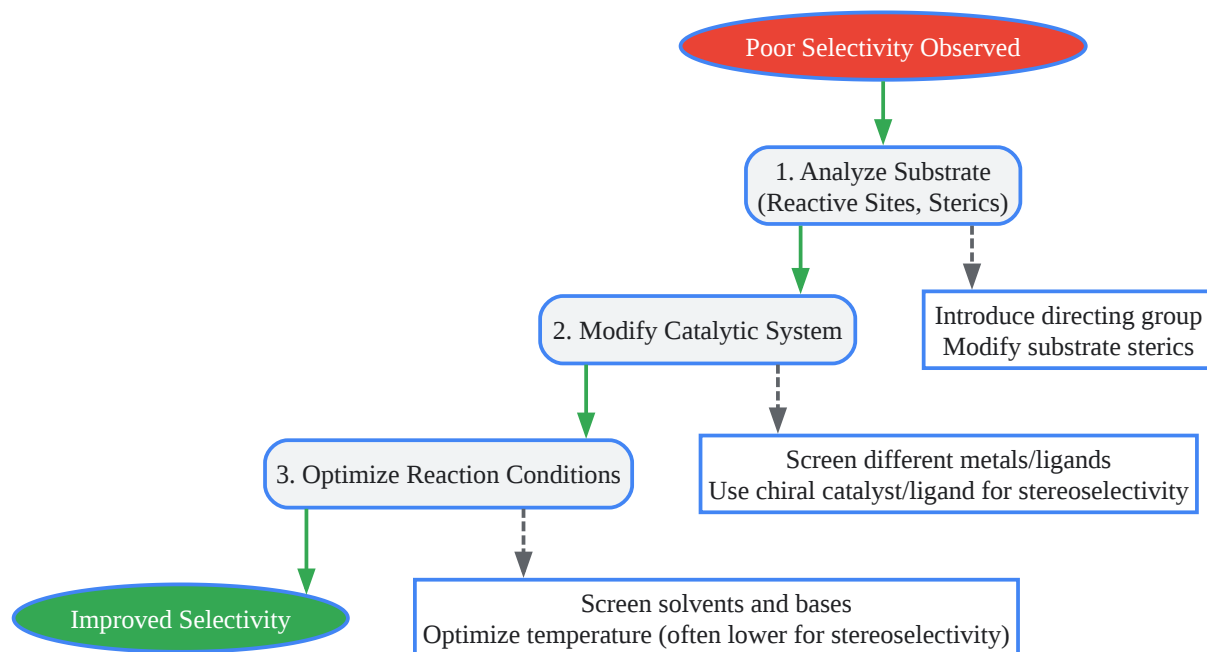 Poor Selectivity Observed
1. Analyze Substrate
(Reactive Sites, Sterics)
Introduce directing group
Modify substrate sterics
2. Modify Catalytic System
Screen different metals/ligands
Use chiral catalyst/ligand for stereoselectivity
3. Optimize Reaction Conditions
Screen solvents and bases
Optimize temperature (often lower for stereoselectivity)
Improved Selectivity